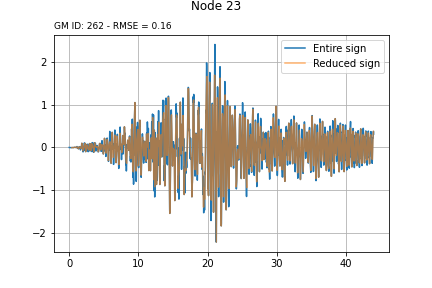 Node 23
GM ID: 262 - RMSE = 0.16
Entire sign
Reduced sign
2
1
0
−1
−2
0 10 20 30 40